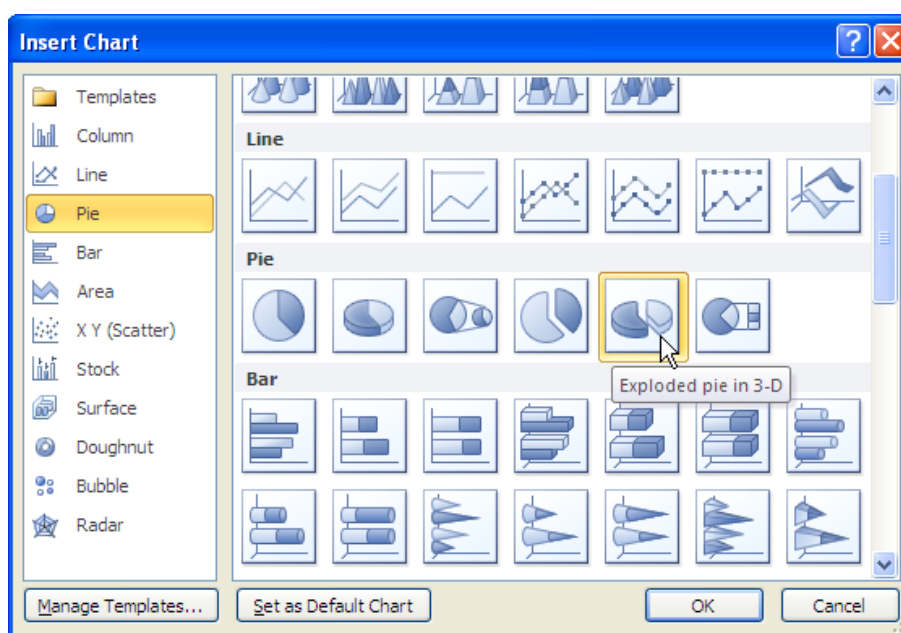 Insert Chart
Templates
Column
Line
Pie
Bar
Area
X Y (Scatter)
Stock
Surface
Doughnut
Bubble
Radar
Line
Pie
Exploded pie in 3-D
Bar
Manage Templates...
Set as Default Chart
OK
Cancel